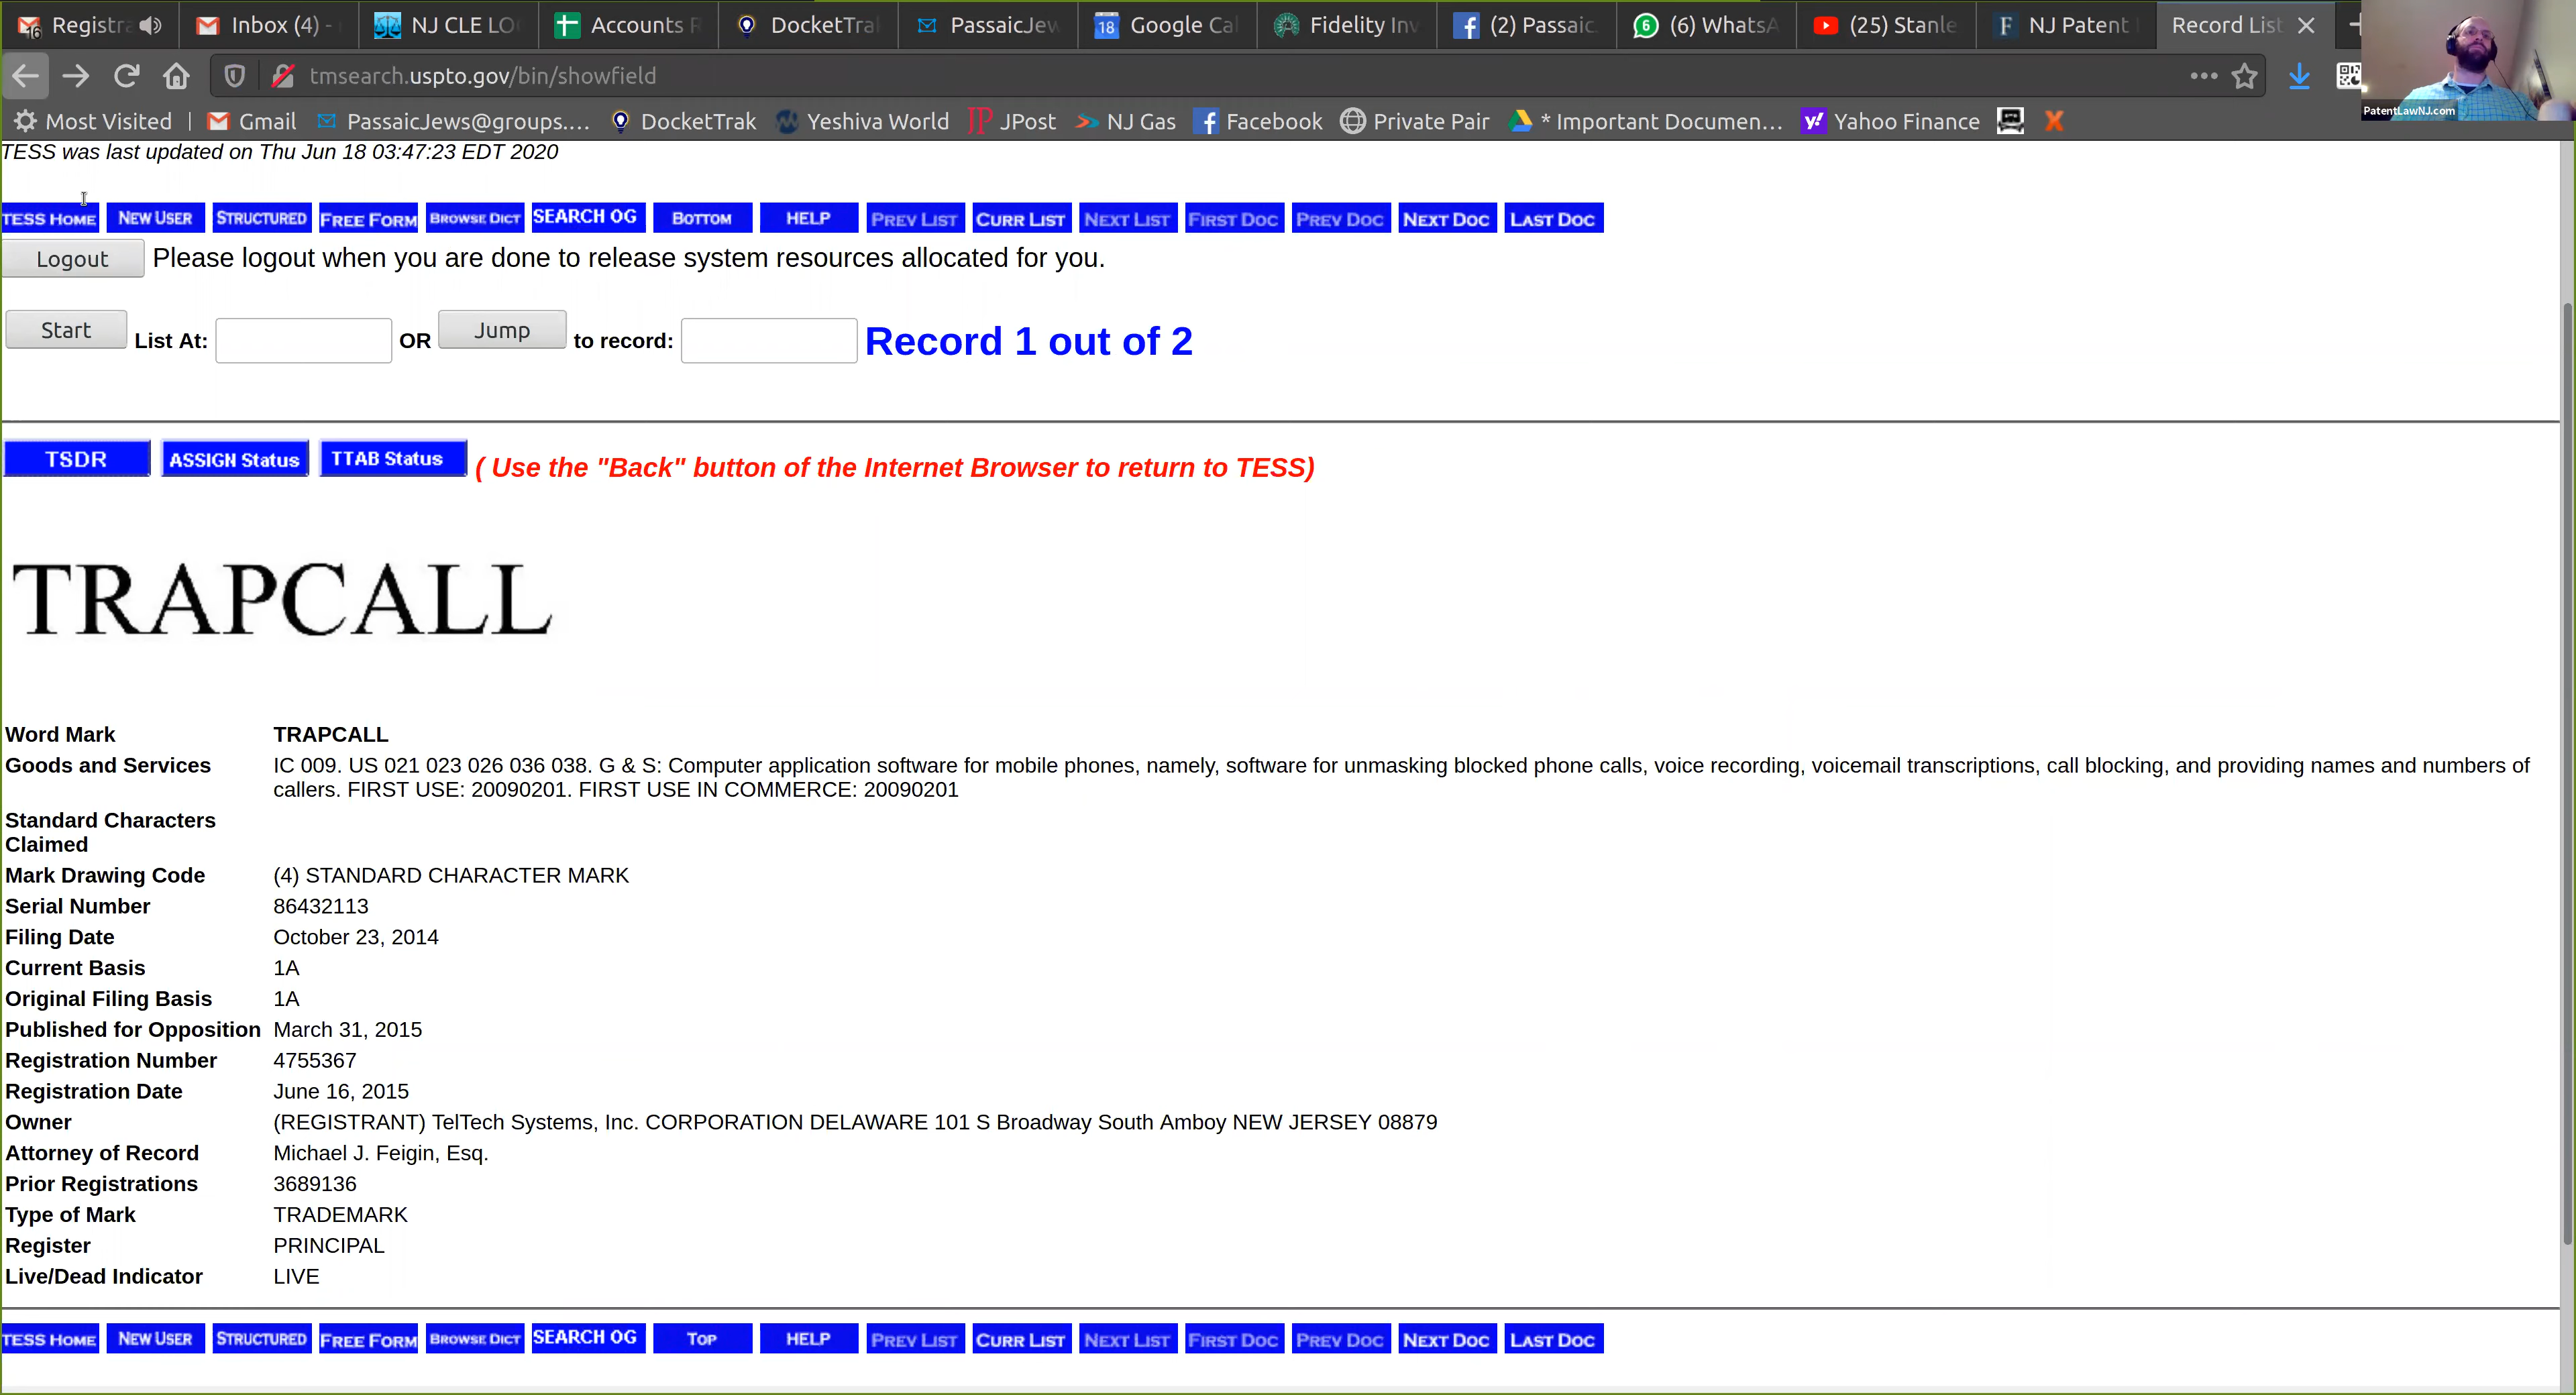 Registra
Inbox (4) -
NJ CLE LO
Accounts R
DocketTrak
PassaicJew
Google Cal
Fidelity Inv
(2) Passaic
(6) WhatsA
(25) Stanle
NJ Patent
Record List
tmsearch.uspto.gov/bin/showfield
PatentLawNJ.com
Most Visited
Gmail
PassaicJews@groups....
DocketTrak
Yeshiva World
JPost
NJ Gas
Facebook
Private Pair
* Important Documen...
Yahoo Finance
TESS was last updated on Thu Jun 18 03:47:23 EDT 2020
TESS HOME NEW USER STRUCTURED FREE FORM BROWSE DICT SEARCH OG BOTTOM HELP PREV LIST CURR LIST NEXT LIST FIRST DOC PREV DOC NEXT DOC LAST DOC
Logout Please logout when you are done to release system resources allocated for you.
Start List At: OR Jump to record: Record 1 out of 2
TSDR ASSIGN Status TTAB Status ( Use the "Back" button of the Internet Browser to return to TESS)
TRAPCALL
Word Mark TRAPCALL
Goods and Services IC 009. US 021 023 026 036 038. G & S: Computer application software for mobile phones, namely, software for unmasking blocked phone calls, voice recording, voicemail transcriptions, call blocking, and providing names and numbers of
callers. FIRST USE: 20090201. FIRST USE IN COMMERCE: 20090201
Standard Characters
Claimed
Mark Drawing Code (4) STANDARD CHARACTER MARK
Serial Number 86432113
Filing Date October 23, 2014
Current Basis 1A
Original Filing Basis 1A
Published for Opposition March 31, 2015
Registration Number 4755367
Registration Date June 16, 2015
Owner (REGISTRANT) TelTech Systems, Inc. CORPORATION DELAWARE 101 S Broadway South Amboy NEW JERSEY 08879
Attorney of Record Michael J. Feigin, Esq.
Prior Registrations 3689136
Type of Mark TRADEMARK
Register PRINCIPAL
Live/Dead Indicator LIVE
TESS HOME NEW USER STRUCTURED FREE FORM BROWSE DICT SEARCH OG TOP HELP PREV LIST CURR LIST NEXT LIST FIRST DOC PREV DOC NEXT DOC LAST DOC